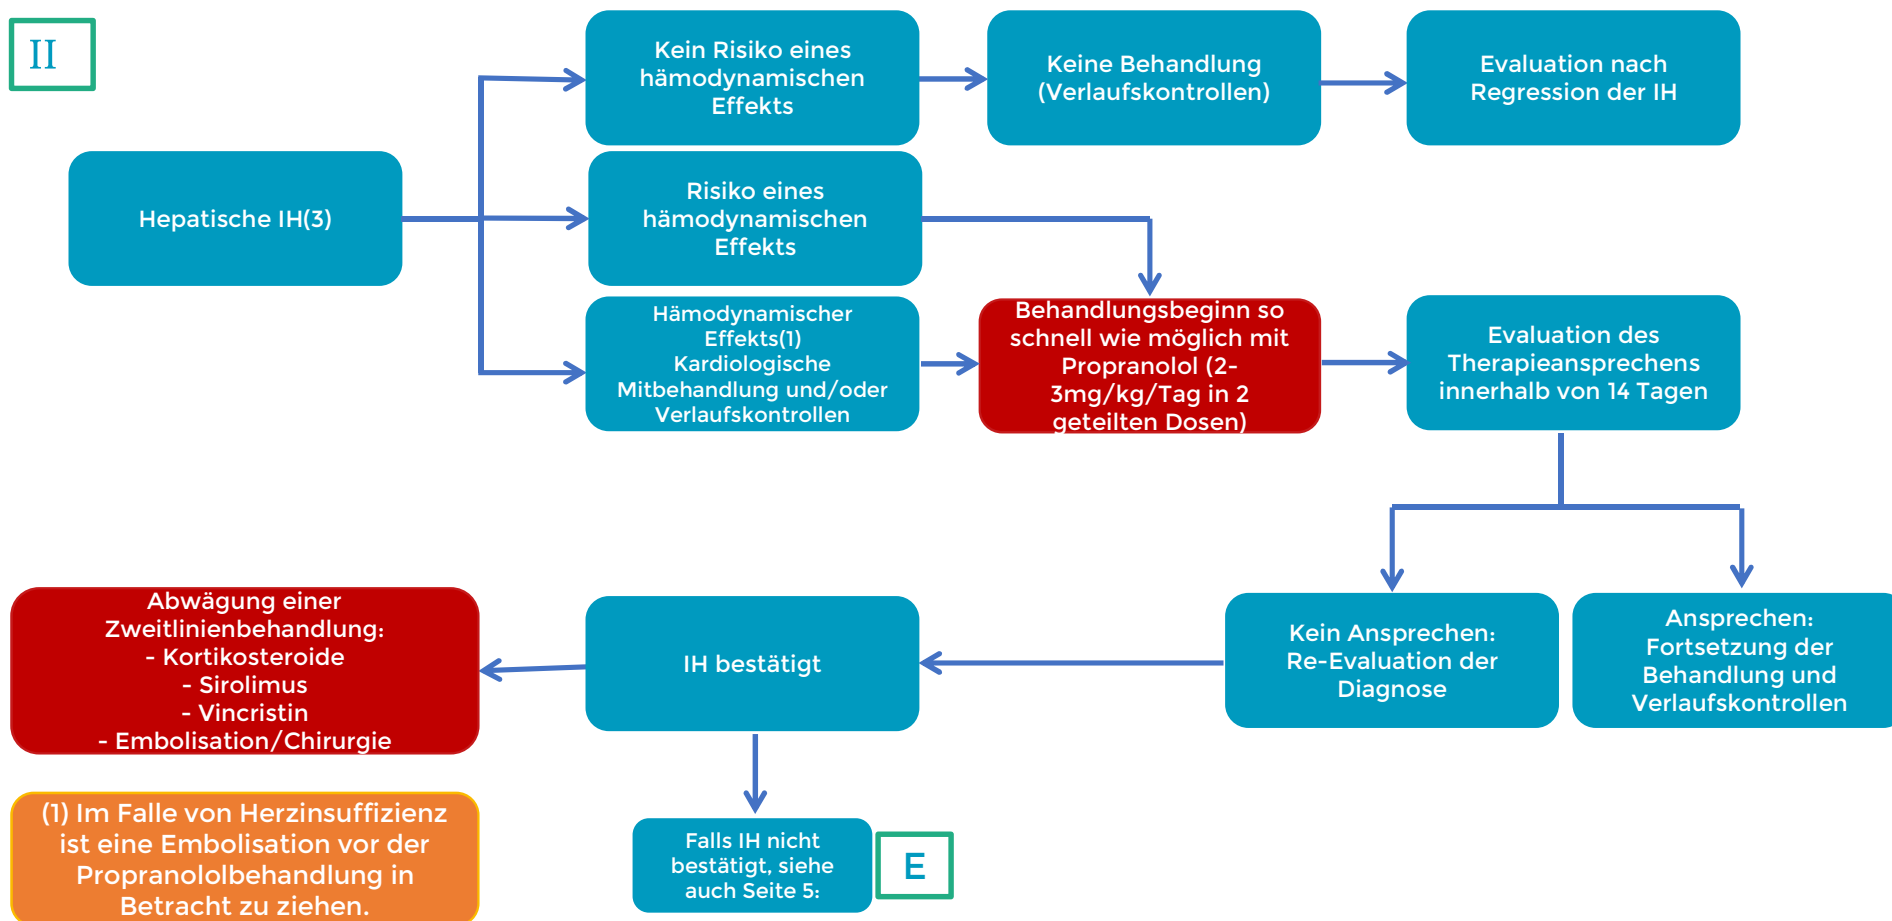 II
Kein Risiko eines
hämodynamischen
Effekts
Keine Behandlung
(Verlaufskontrollen)
Evaluation nach
Regression der IH
Hepatische IH(3)
Risiko eines
hämodynamischen
Effekts
Hämodynamischer
Effekts(1)
Kardiologische
Mitbehandlung und/oder
Verlaufskontrollen
Behandlungsbeginn so
schnell wie möglich mit
Propranolol (2-
3mg/kg/Tag in 2
geteilten Dosen)
Evaluation des
Therapieansprechens
innerhalb von 14 Tagen
Abwägung einer
Zweitlinienbehandlung:
- Kortikosteroide
- Sirolimus
- Vincristin
- Embolisation/Chirurgie
IH bestätigt
Kein Ansprechen:
Re-Evaluation der
Diagnose
Ansprechen:
Fortsetzung der
Behandlung und
Verlaufskontrollen
(1) Im Falle von Herzinsuffizienz
ist eine Embolisation vor der
Propranololbehandlung in
Betracht zu ziehen.
Falls IH nicht
bestätigt, siehe
auch Seite 5:
E